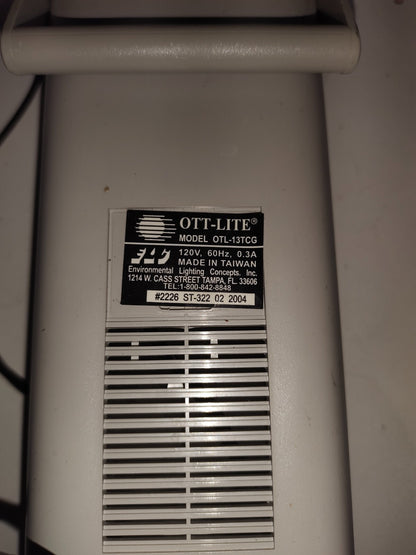 OTT-LITE®
MODEL OTL-13TCG
120V, 60Hz, 0.3A
MADE IN TAIWAN
Environmental Lighting Concepts, Inc.
1214 W. CASS STREET TAMPA, FL. 33606
TEL:1-800-842-8848
#2226 ST-322 02 2004